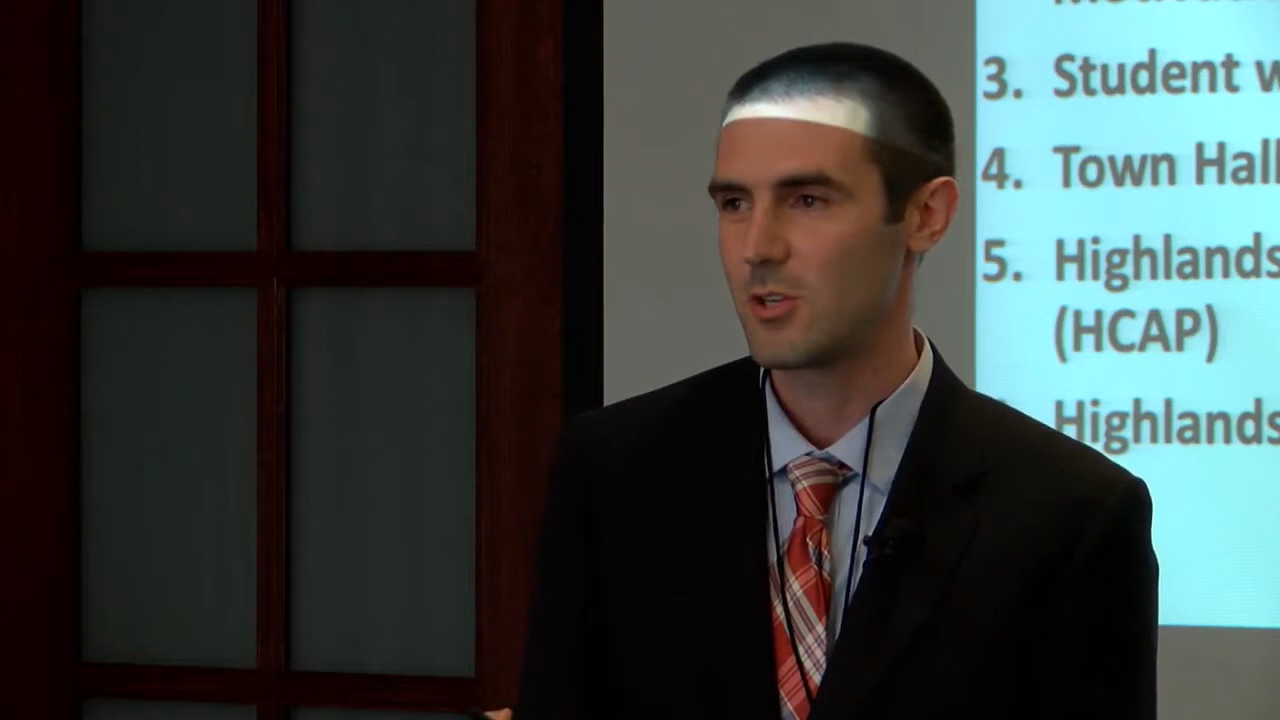 3. Student
4. Town Hall
5. Highlands
(HCAP)
Highlands